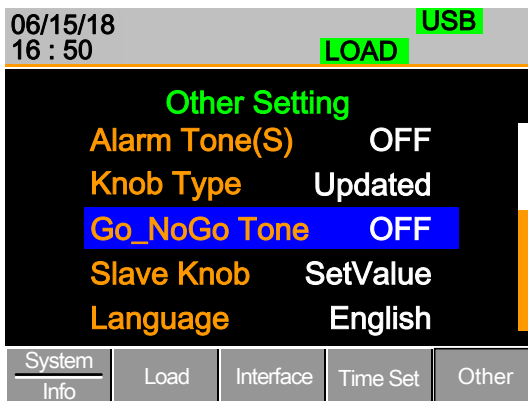 06/15/18 USB
16 : 50 LOAD
Other Setting
Alarm Tone(S) OFF
Knob Type Updated
Go_NoGo Tone OFF
Slave Knob SetValue
Language English
System
Info Load Interface Time Set Other